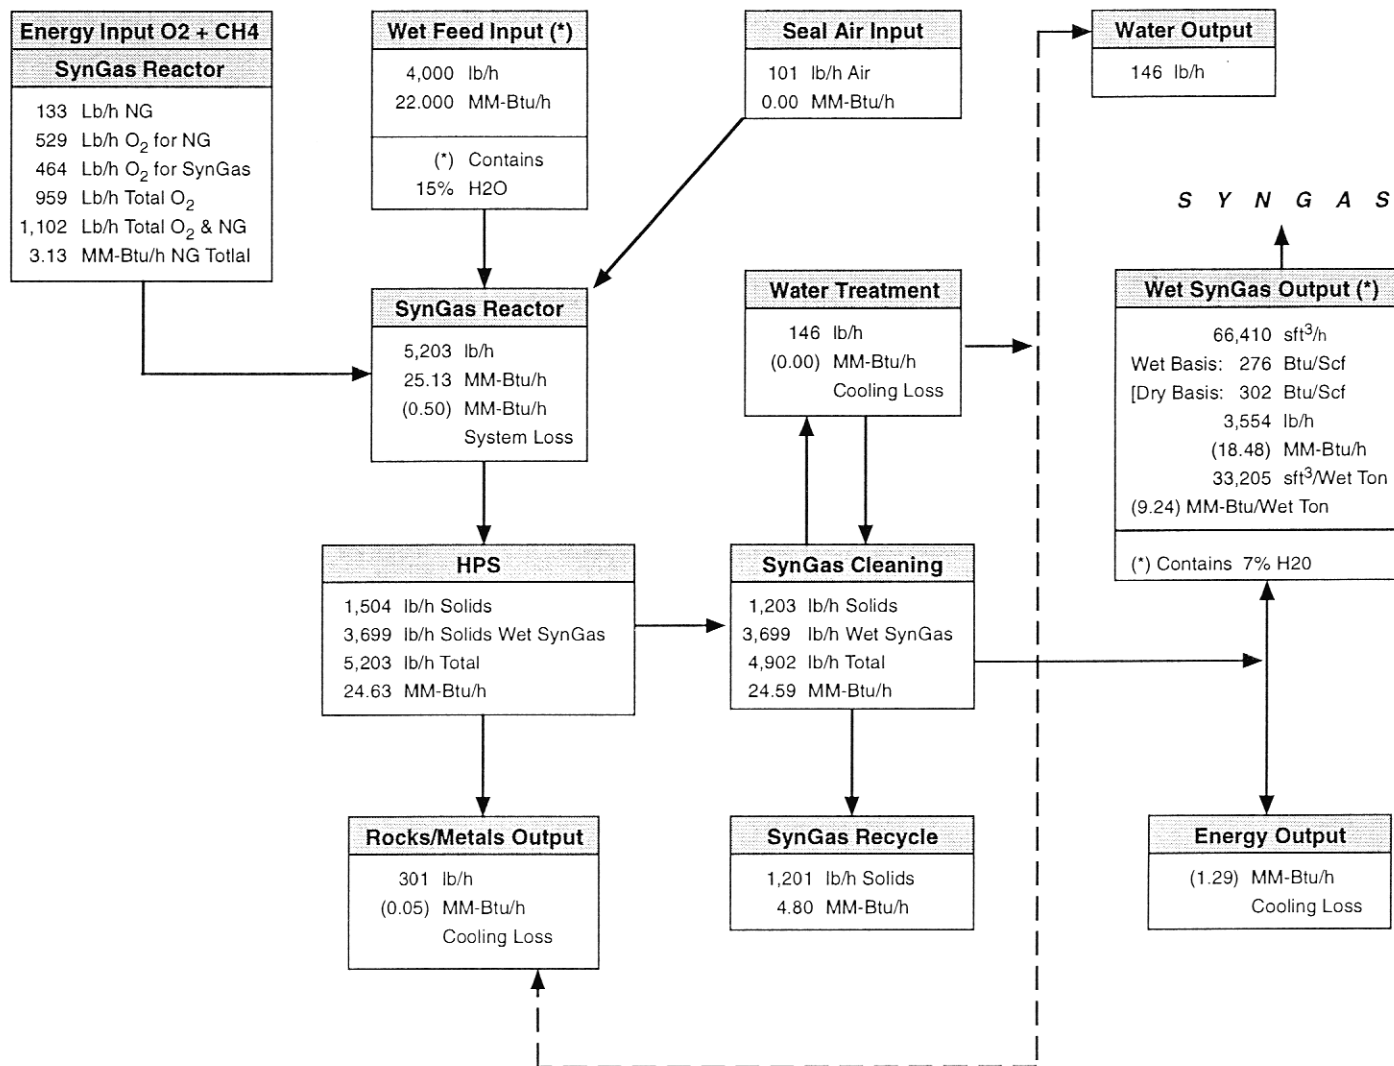 Energy Input O2 + CH4
SynGas Reactor
133 Lb/h NG
529 Lb/h O2 for NG
464 Lb/h O2 for SynGas
959 Lb/h Total O2
1,102 Lb/h Total O2 & NG
3.13 MM-Btu/h NG Totlal
Wet Feed Input (*)
4,000 lb/h
22.000 MM-Btu/h
(*) Contains
15% H2O
Seal Air Input
101 lb/h Air
0.00 MM-Btu/h
Water Output
146 lb/h
S Y N G A S
SynGas Reactor
5,203 lb/h
25.13 MM-Btu/h
(0.50) MM-Btu/h
System Loss
Water Treatment
146 lb/h
(0.00) MM-Btu/h
Cooling Loss
Wet SynGas Output (*)
66,410 sft3/h
Wet Basis: 276 Btu/Scf
[Dry Basis: 302 Btu/Scf
3,554 lb/h
(18.48) MM-Btu/h
33,205 sft3/Wet Ton
(9.24) MM-Btu/Wet Ton
(*) Contains 7% H20
HPS
1,504 lb/h Solids
3,699 lb/h Solids Wet SynGas
5,203 lb/h Total
24.63 MM-Btu/h
SynGas Cleaning
1,203 lb/h Solids
3,699 lb/h Wet SynGas
4,902 lb/h Total
24.59 MM-Btu/h
Rocks/Metals Output
301 lb/h
(0.05) MM-Btu/h
Cooling Loss
SynGas Recycle
1,201 lb/h Solids
4.80 MM-Btu/h
Energy Output
(1.29) MM-Btu/h
Cooling Loss